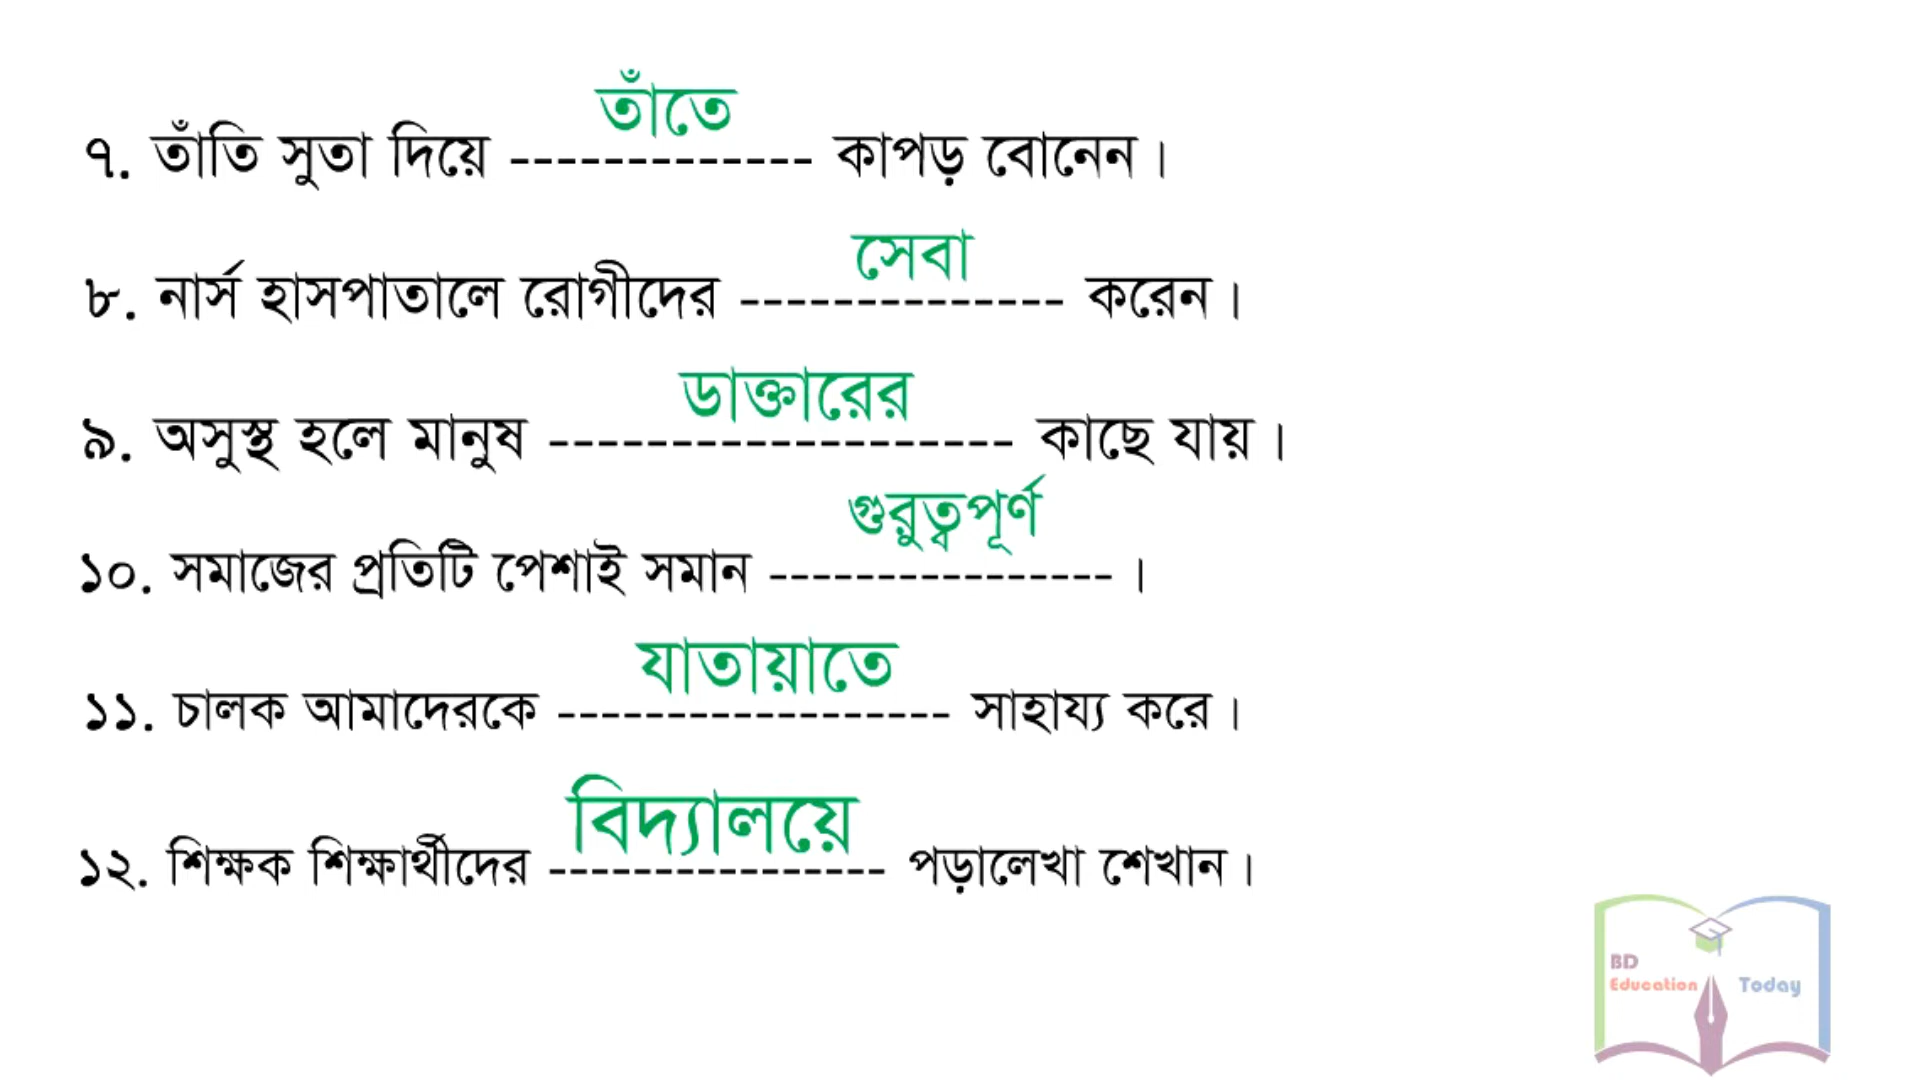 ৭. তাঁতি সুতা দিয়ে ------------- তাঁতে কাপড় বোনেন।
৮. নার্স হাসপাতালে রোগীদের -------------- সেবা করেন।
৯. অসুস্থ হলে মানুষ ------------------- ডাক্তারের কাছে যায়।
১০. সমাজের প্রতিটি পেশাই সমান ---------------- গুরুত্বপূর্ণ ।
১১. চালক আমাদেরকে ------------------ যাতায়াতে সাহায্য করে।
১২. শিক্ষক শিক্ষার্থীদের ---------------- বিদ্যালয়ে পড়ালেখা শেখান।
BD
Education Today